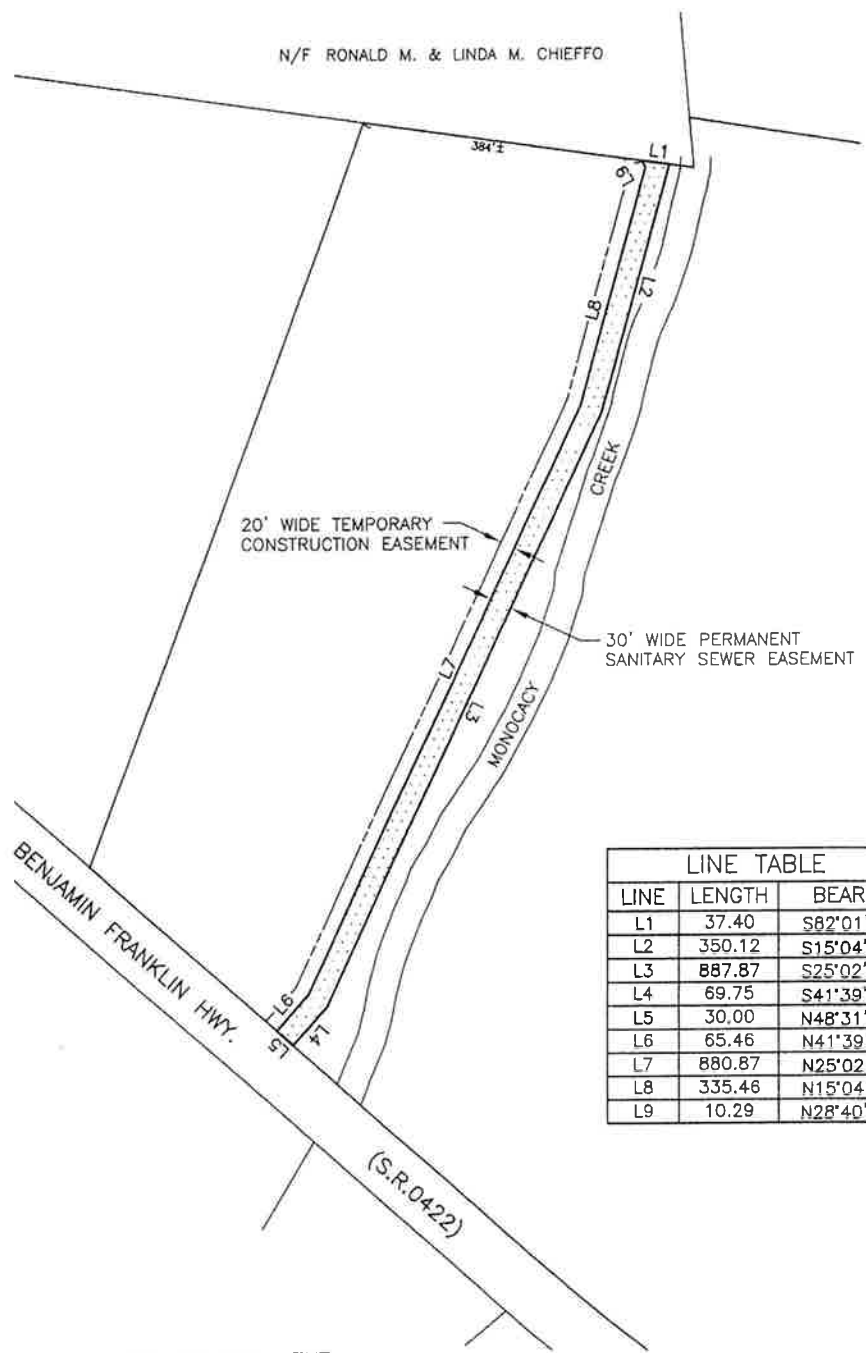 N/F RONALD M. & LINDA M. CHIEFFO
384'±
L1
L9
L2
L8
CREEK
20' WIDE TEMPORARY
CONSTRUCTION EASEMENT
30' WIDE PERMANENT
SANITARY SEWER EASEMENT
L7
L3
MONOCACY
BENJAMIN FRANKLIN HWY.
L6
L5
L4
(S.R.0422)
LINE TABLE
LINE LENGTH BEAR
L1 37.40 S82°01'
L2 350.12 S15°04'
L3 887.87 S25°02'
L4 69.75 S41°39'
L5 30.00 N48°31'
L6 65.46 N41°39
L7 880.87 N25°02
L8 335.46 N15°04
L9 10.29 N28°40'